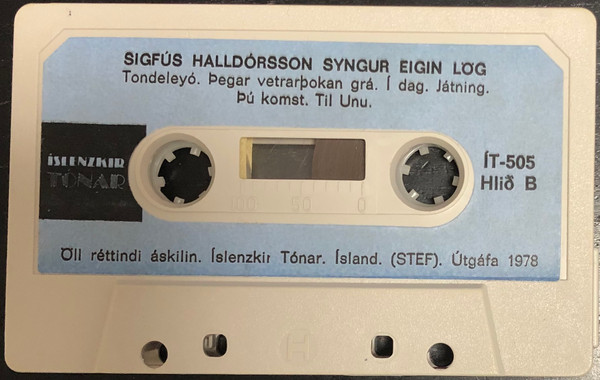 SIGFÚS HALLDÓRSSON SYNGUR EIGIN LÖG
Tondeleyó. Þegar vetrarþokan grá. Í dag. Játning.
Þú komst. Til Unu.
ÍSLENZKIR
TÓNAR
ÍT-505
Hlið B
100 50 0
Öll réttindi áskilin. Íslenzkir Tónar. Ísland. (STEF). Útgáfa 1978